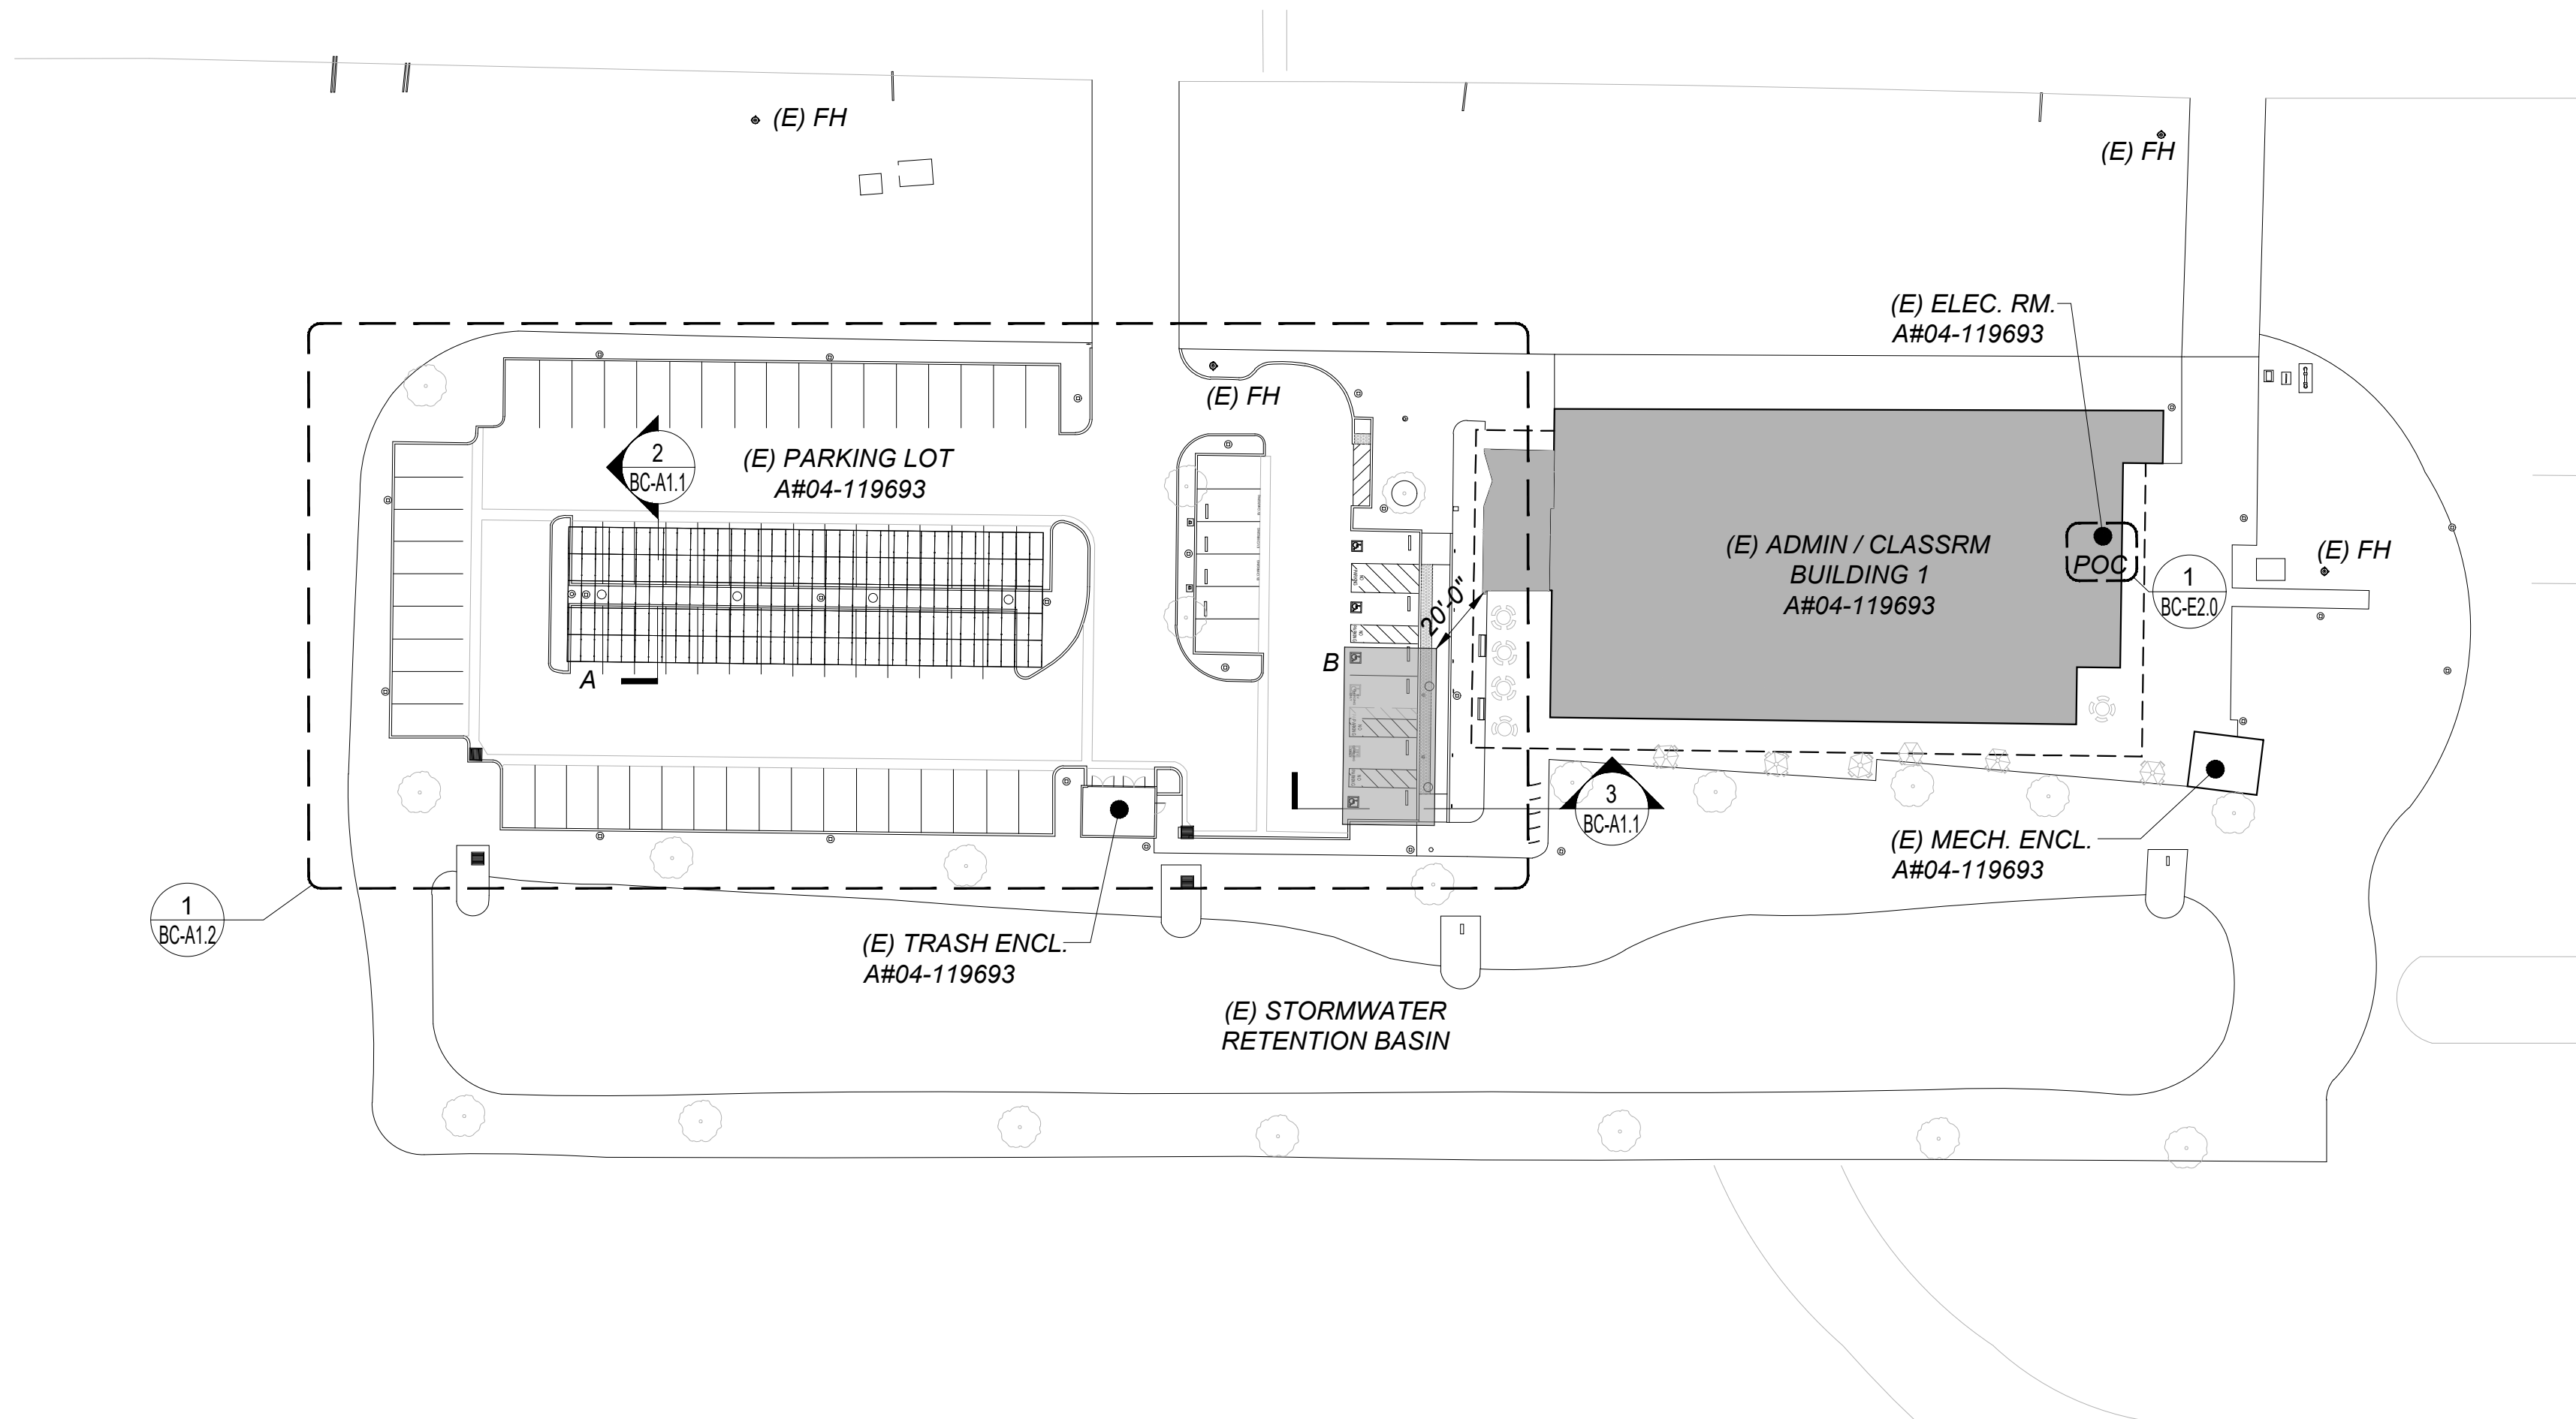 (E) FH
(E) FH
(E) ELEC. RM.
A#04-119693
(E) FH
2
BC-A1.1
(E) PARKING LOT
A#04-119693
(E) ADMIN / CLASSRM
BUILDING 1
A#04-119693
POC
(E) FH
1
BC-E2.0
20'-0"
A
B
3
BC-A1.1
(E) MECH. ENCL.
A#04-119693
1
BC-A1.2
(E) TRASH ENCL.
A#04-119693
(E) STORMWATER
RETENTION BASIN